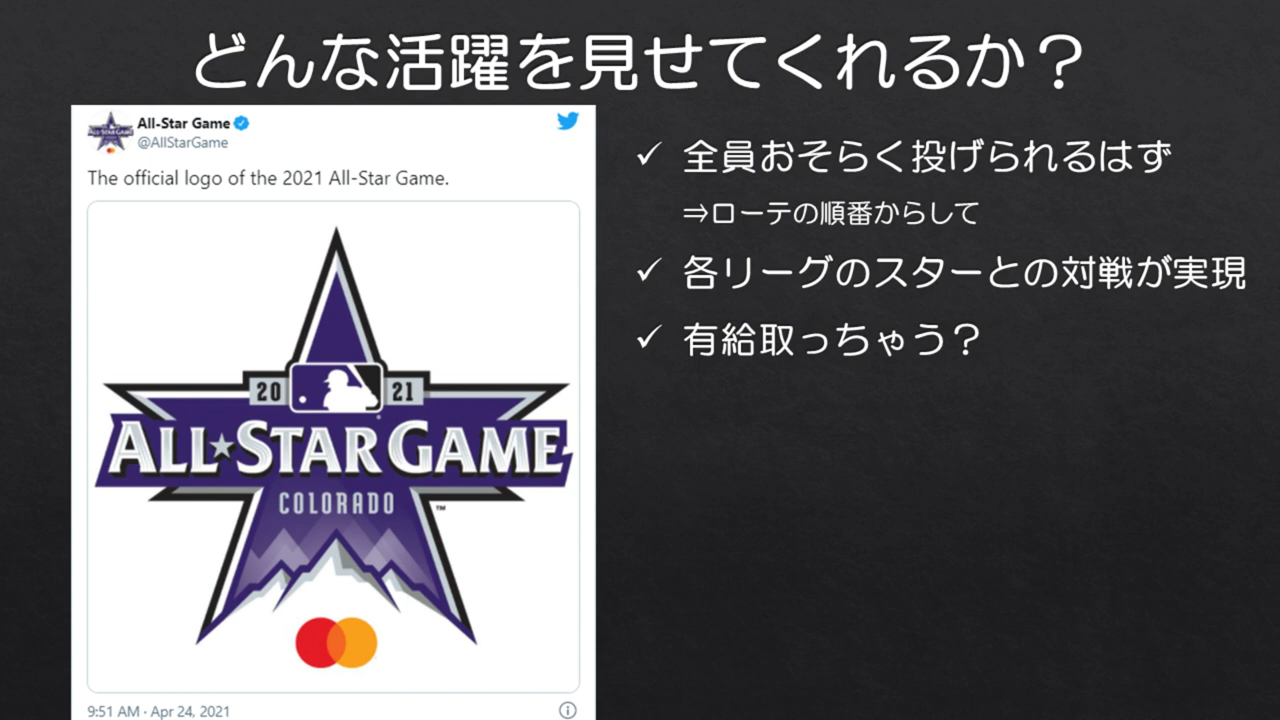 どんな活躍を見せてくれるか？
All-Star Game
@AllStarGame
The official logo of the 2021 All-Star Game.
20 21
ALL★STAR GAME
COLORADO
™
9:51 AM · Apr 24, 2021
✓ 全員おそらく投げられるはず
⇒ローテの順番からして
✓ 各リーグのスターとの対戦が実現
✓ 有給取っちゃう？